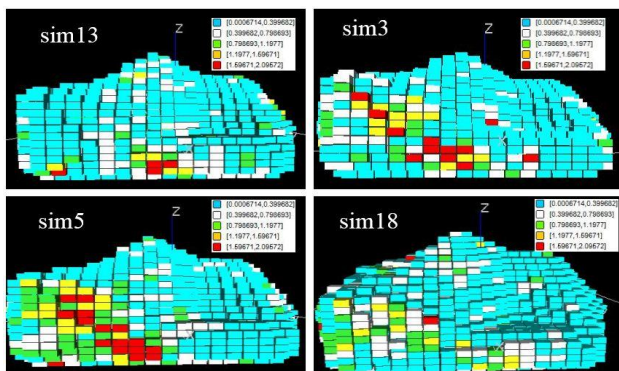 sim13
Z
[0.0006714,0.399682]
[0.399682,0.798693]
[0.798693,1.1977]
[1.1977,1.59671]
[1.59671,2.09572]
X
sim3
Z
[0.0006714,0.399682]
[0.399682,0.798693]
[0.798693,1.1977]
[1.1977,1.59671]
[1.59671,2.09572]
X
sim5
Z
[0.0006714,0.399682]
[0.399682,0.798693]
[0.798693,1.1977]
[1.1977,1.59671]
[1.59671,2.09572]
X
sim18
Z
[0.0006714,0.399682]
[0.399682,0.798693]
[0.798693,1.1977]
[1.1977,1.59671]
[1.59671,2.09572]
X